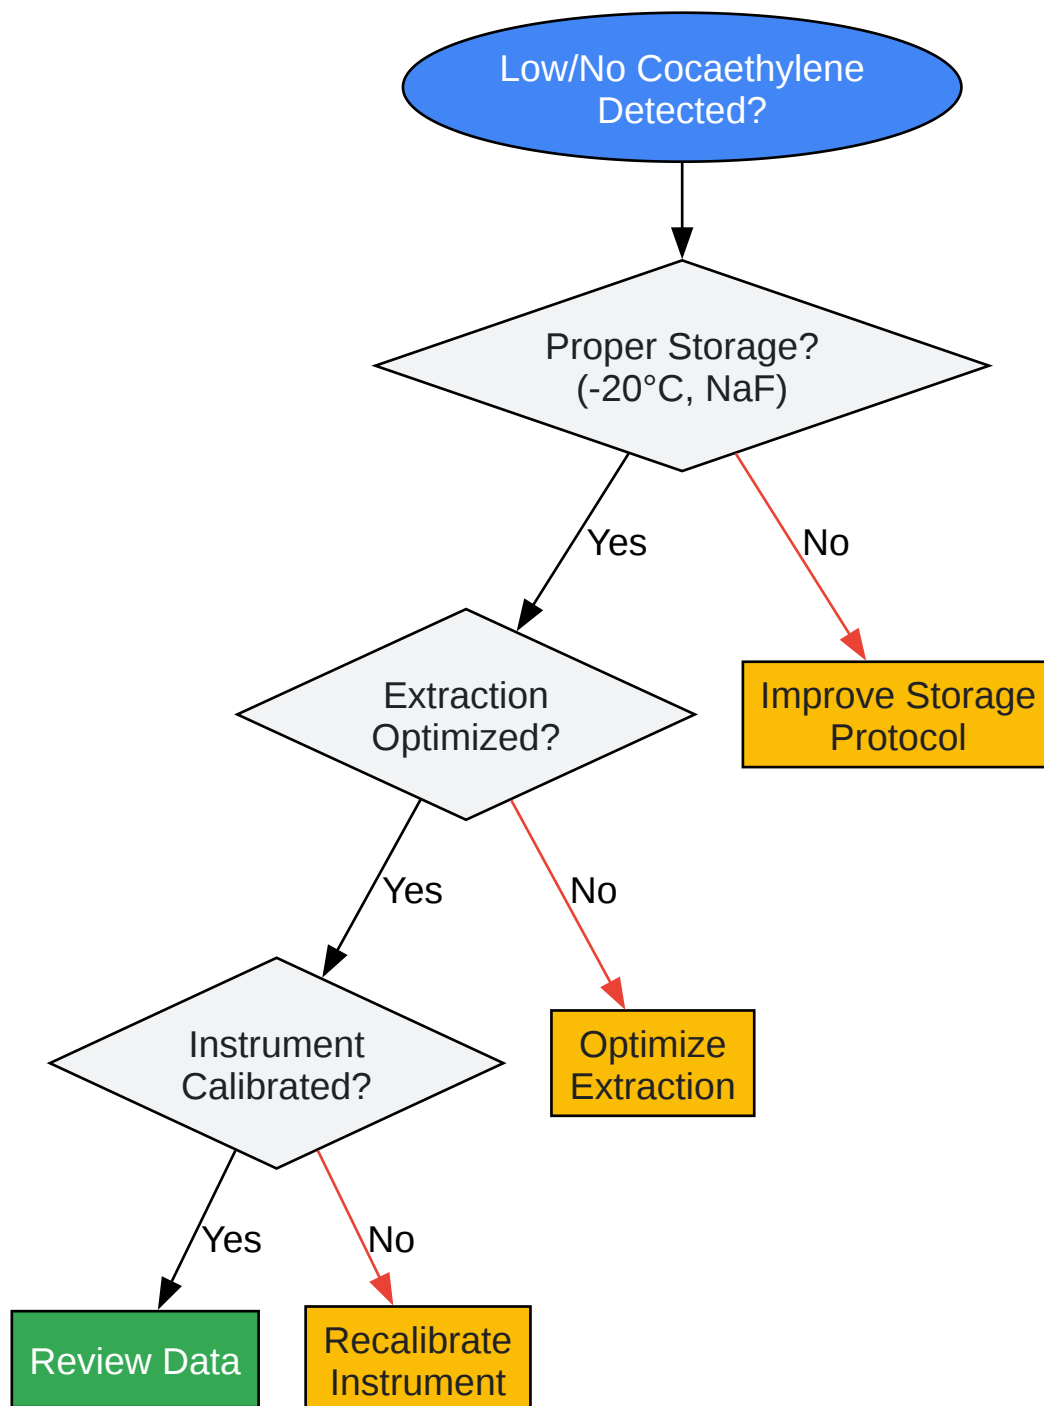 Low/No Cocaethylene
Detected?
Proper Storage?
(-20°C, NaF)
Yes
No
Extraction
Optimized?
Improve Storage
Protocol
Yes
No
Instrument
Calibrated?
Optimize
Extraction
Yes
No
Review Data
Recalibrate
Instrument